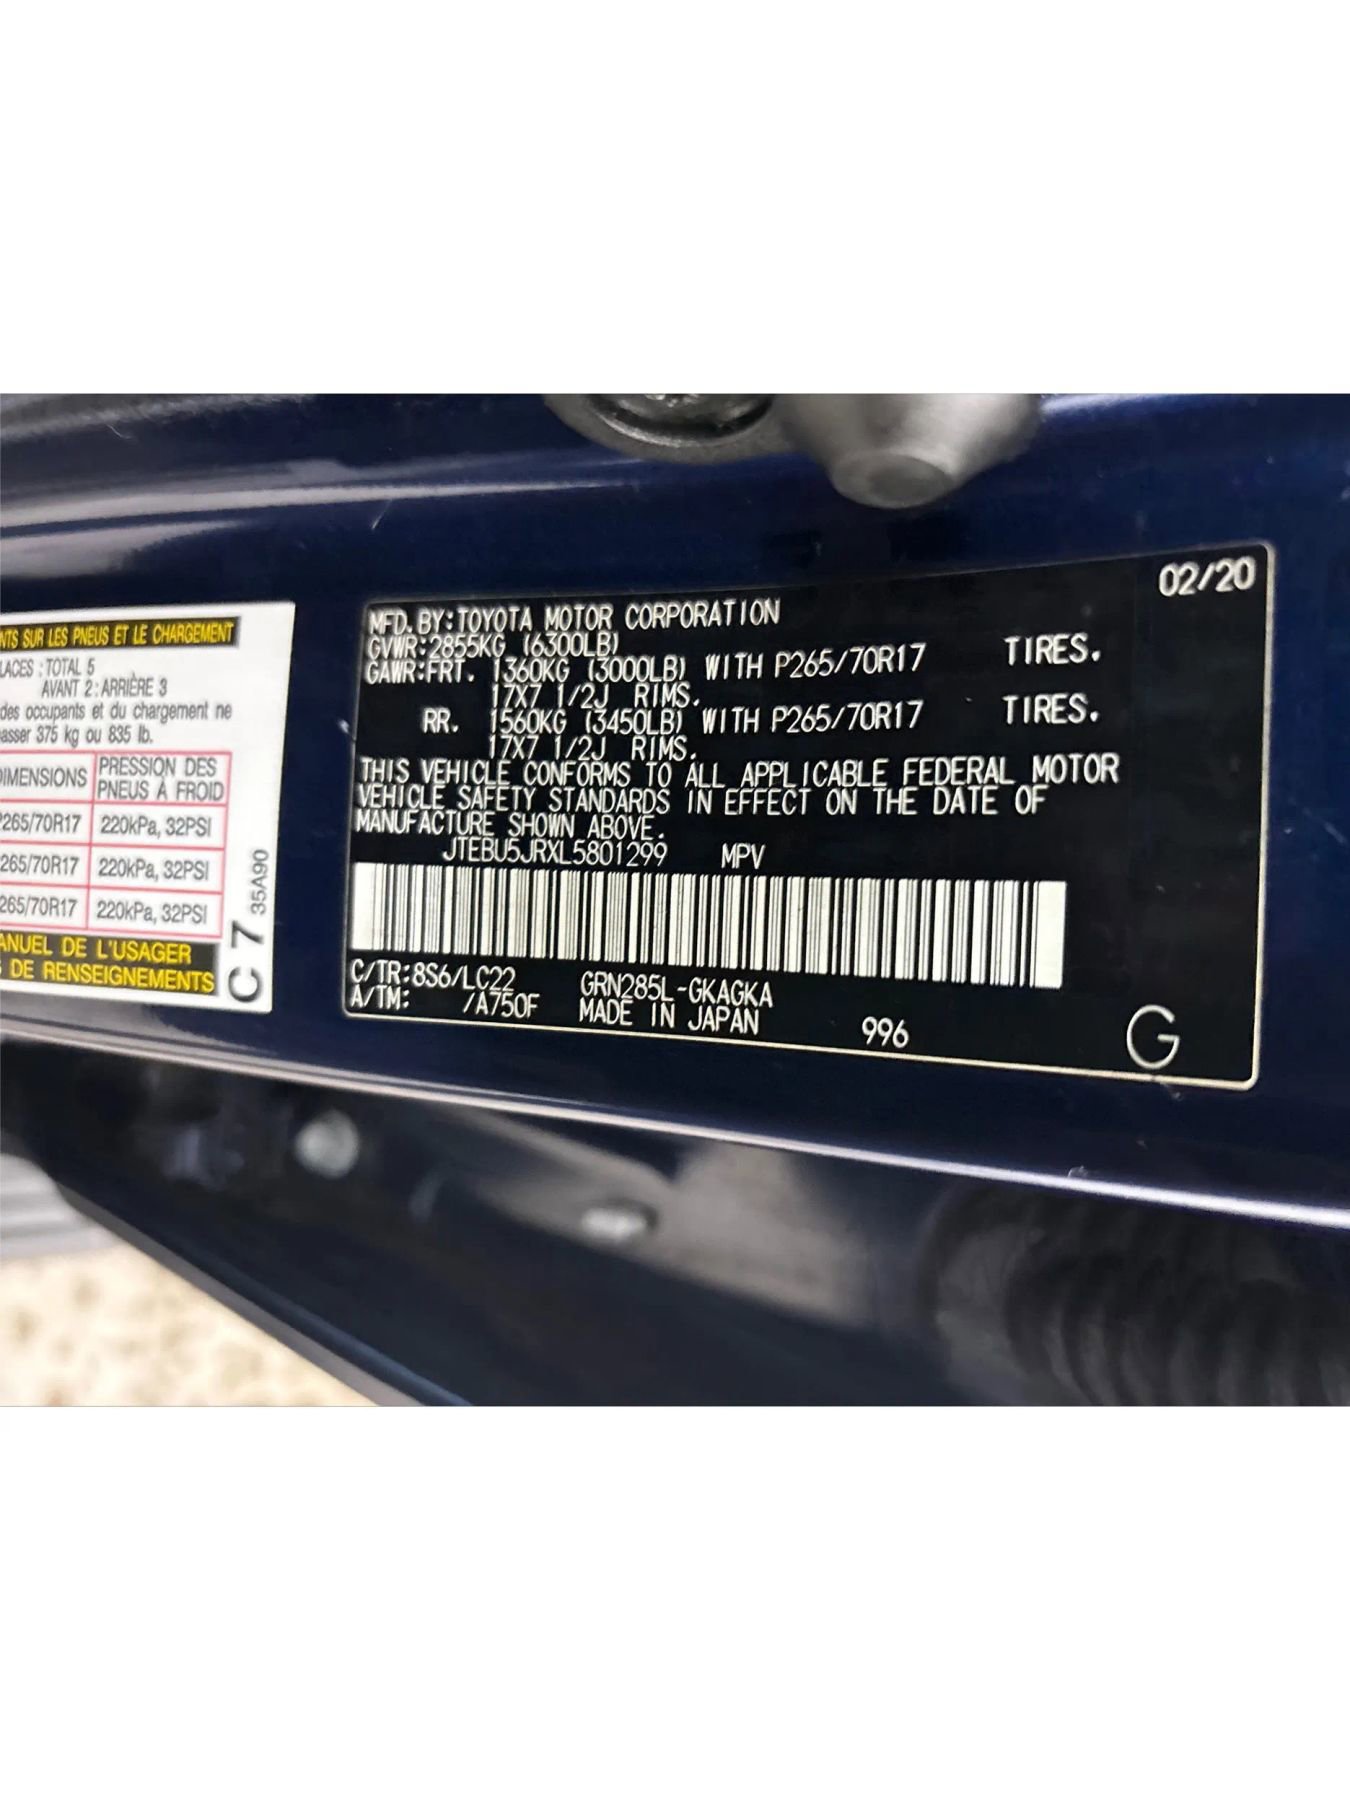 NTS SUR LES PNEUS ET LE CHARGEMENT
LACES : TOTAL 5
AVANT 2 : ARRIÈRE 3
des occupants et du chargement ne
asser 375 kg ou 835 lb.
DIMENSIONS PRESSION DES PNEUS À FROID
P265/70R17 220kPa, 32PSI
265/70R17 220kPa, 32PSI
265/70R17 220kPa, 32PSI
ANUEL DE L'USAGER
DE RENSEIGNEMENTS
C 7 35A90
02/20
MFD. BY: TOYOTA MOTOR CORPORATION
GVWR: 2855KG (6300LB)
GAWR: FRT. 1360KG (3000LB) WITH P265/70R17 TIRES.
17X7 1/2J RIMS.
RR. 1560KG (3450LB) WITH P265/70R17 TIRES.
17X7 1/2J RIMS.
THIS VEHICLE CONFORMS TO ALL APPLICABLE FEDERAL MOTOR
VEHICLE SAFETY STANDARDS IN EFFECT ON THE DATE OF
MANUFACTURE SHOWN ABOVE.
JTEBU5JRXL5801299 MPV
C/TR: 8S6/LC22 GRN285L-GKAGKA
A/TM: /A750F MADE IN JAPAN 996 G